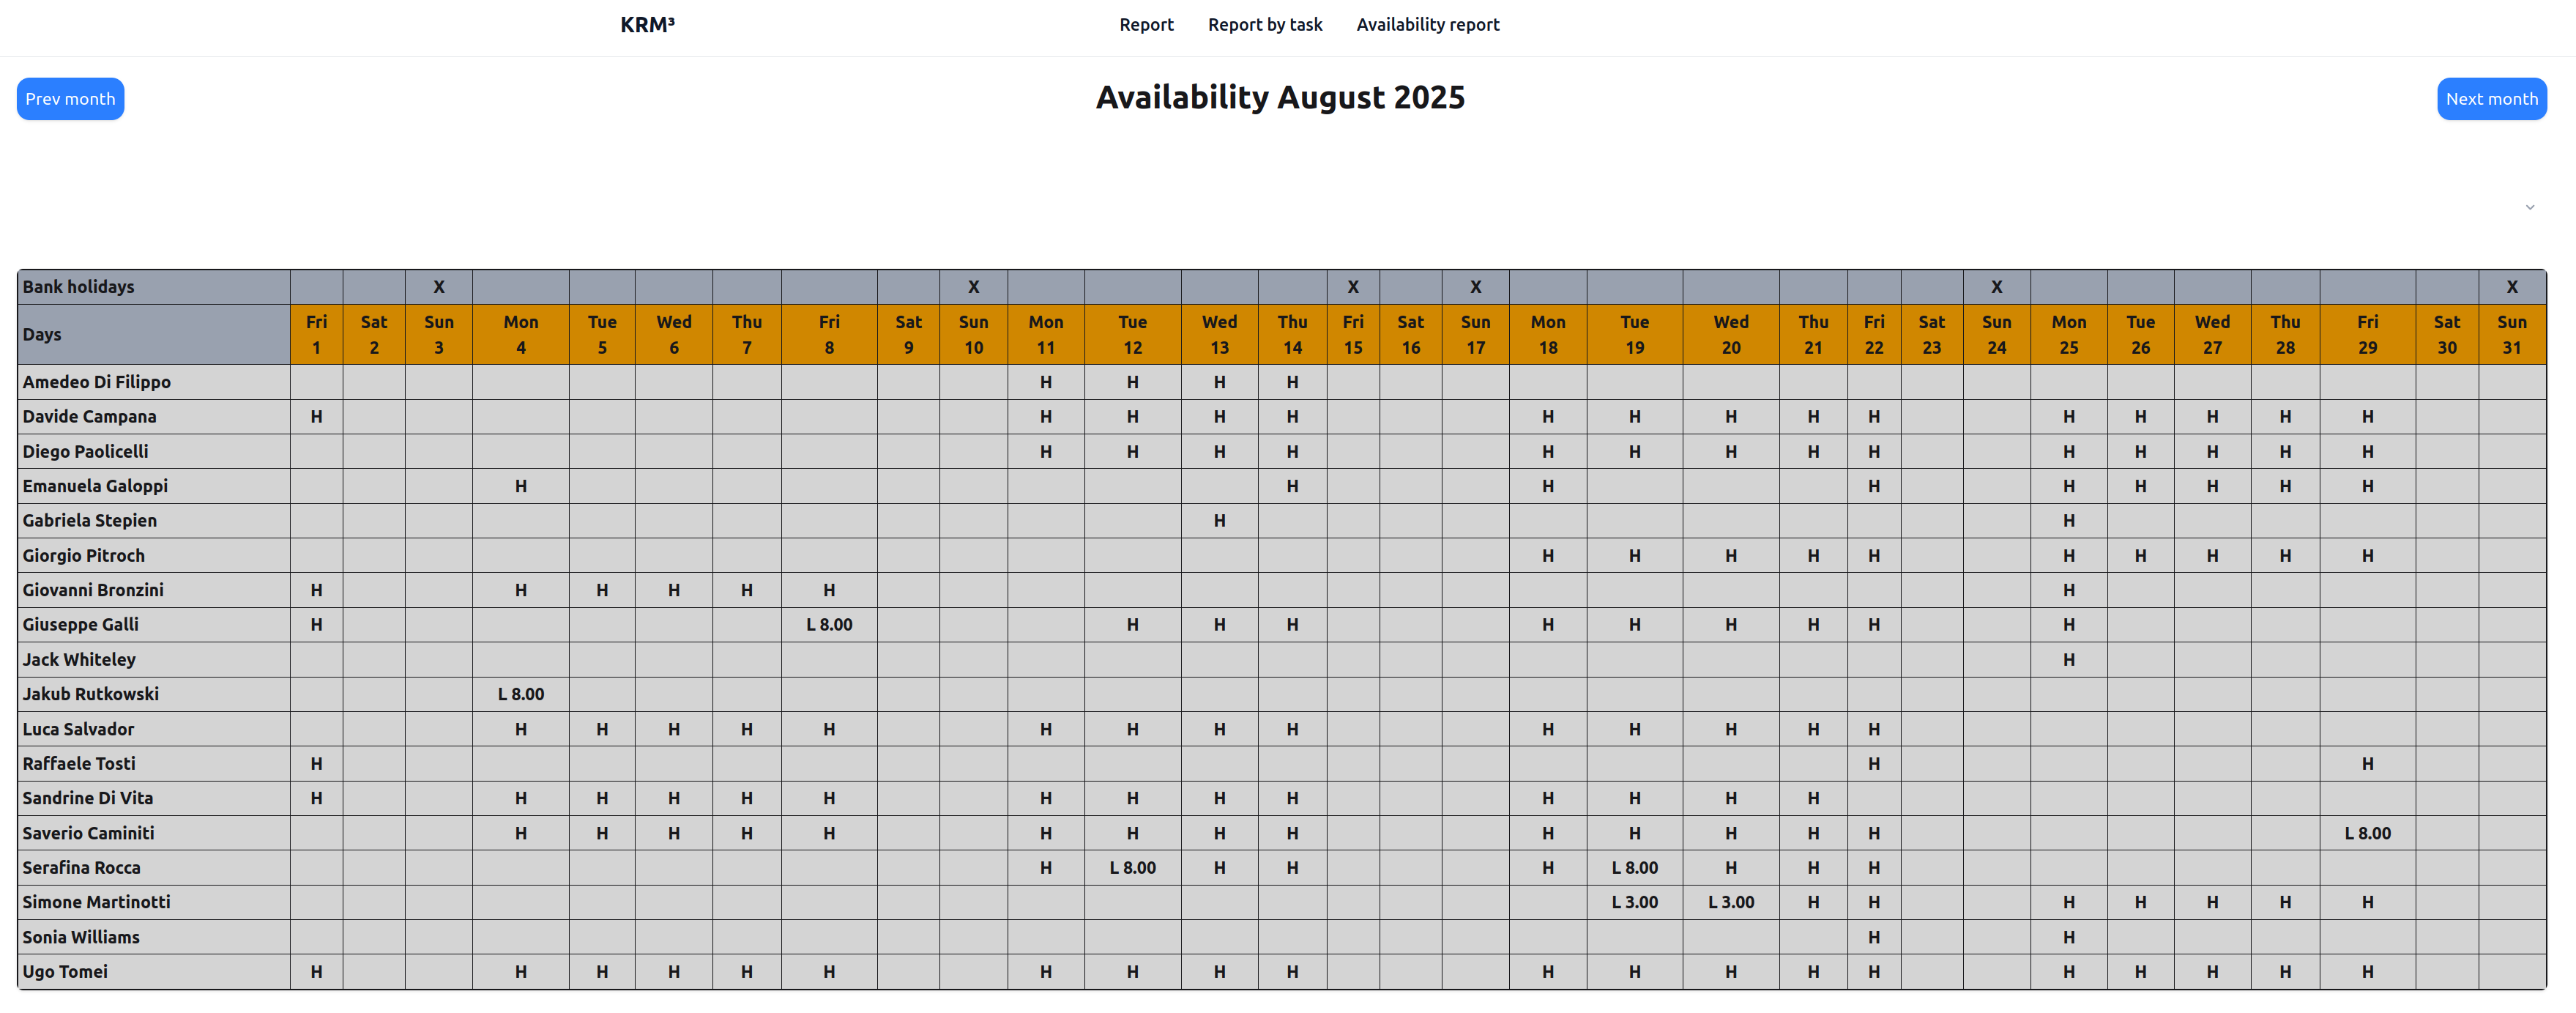 KRM³ Report Report by task Availability report
Prev month Availability August 2025 Next month
Bank holidays X X X X X X
Days Fri 1 Sat 2 Sun 3 Mon 4 Tue 5 Wed 6 Thu 7 Fri 8 Sat 9 Sun 10 Mon 11 Tue 12 Wed 13 Thu 14 Fri 15 Sat 16 Sun 17 Mon 18 Tue 19 Wed 20 Thu 21 Fri 22 Sat 23 Sun 24 Mon 25 Tue 26 Wed 27 Thu 28 Fri 29 Sat 30 Sun 31
Amedeo Di Filippo H H H H
Davide Campana H H H H H H H H H H H H H H H
Diego Paolicelli H H H H H H H H H H H H H H
Emanuela Galoppi H H H H H H H H H
Gabriela Stepien H H
Giorgio Pitroch H H H H H H H H H H
Giovanni Bronzini H H H H H H H
Giuseppe Galli H L 8.00 H H H H H H H H H
Jack Whiteley H
Jakub Rutkowski L 8.00
Luca Salvador H H H H H H H H H H H H H H
Raffaele Tosti H H H
Sandrine Di Vita H H H H H H H H H H H H H H
Saverio Caminiti H H H H H H H H H H H H H H L 8.00
Serafina Rocca H L 8.00 H H H L 8.00 H H H
Simone Martinotti L 3.00 L 3.00 H H H H H H H
Sonia Williams H H
Ugo Tomei H H H H H H H H H H H H H H H H H H H H